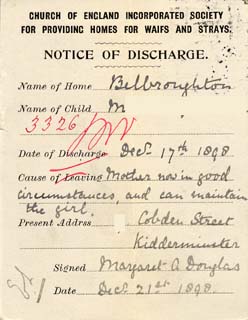 CHURCH OF ENGLAND INCORPORATED SOCIETY
FOR PROVIDING HOMES FOR WAIFS AND STRAYS.
NOTICE OF DISCHARGE.
Name of Home Belbroughton
Name of Child M
3326
Date of Discharge Dec. 17th 1898
Cause of Leaving Mother now in good
circumstances, and can maintain
the girl.
Present Addrss Cobden Street
Kidderminster
Signed Margaret A Douglas
Date Dec. 21st 1898.